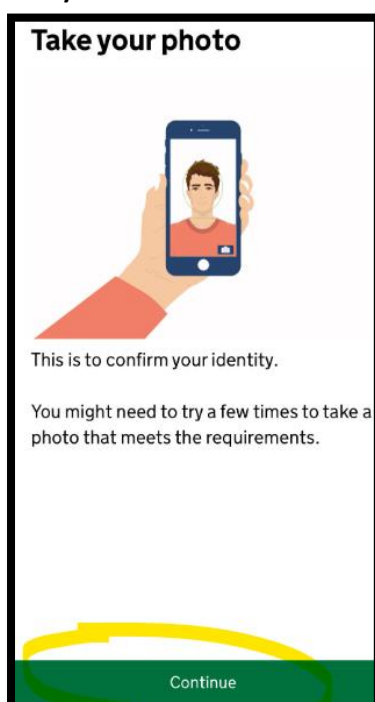 Take your photo
This is to confirm your identity.
You might need to try a few times to take a
photo that meets the requirements.
Continue